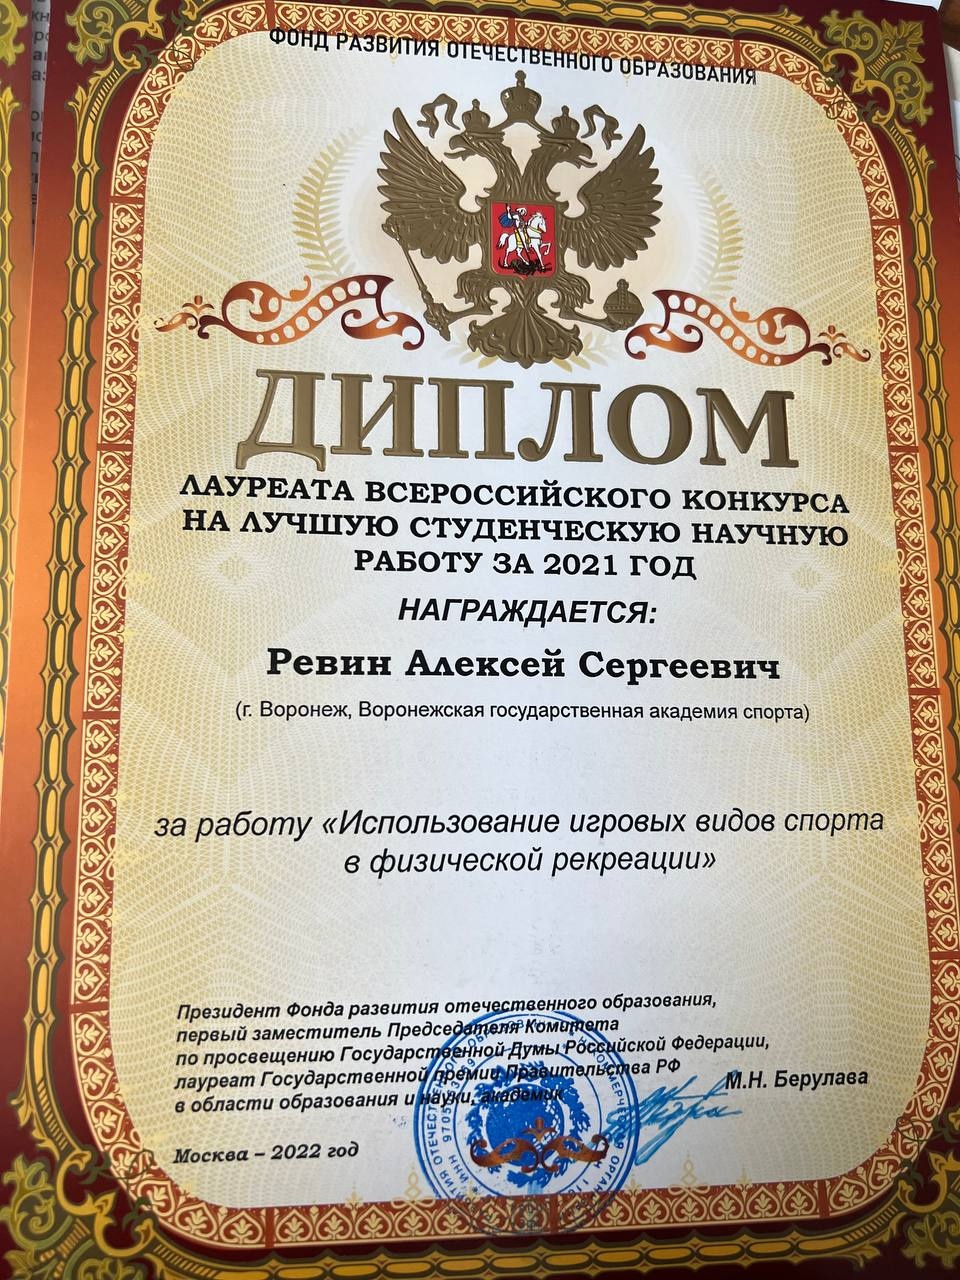 ФОНД РАЗВИТИЯ ОТЕЧЕСТВЕННОГО ОБРАЗОВАНИЯ
ДИПЛОМ
ЛАУРЕАТА ВСЕРОССИЙСКОГО КОНКУРСА
НА ЛУЧШУЮ СТУДЕНЧЕСКУЮ НАУЧНУЮ
РАБОТУ ЗА 2021 ГОД
НАГРАЖДАЕТСЯ:
Ревин Алексей Сергеевич
(г. Воронеж, Воронежская государственная академия спорта)
за работу «Использование игровых видов спорта
в физической рекреации»
Президент Фонда развития отечественного образования,
первый заместитель Председателя Комитета
по просвещению Государственной Думы Российской Федерации,
лауреат Государственной премии Правительства РФ
в области образования и науки, академик
М.Н. Берулава
Москва – 2022 год